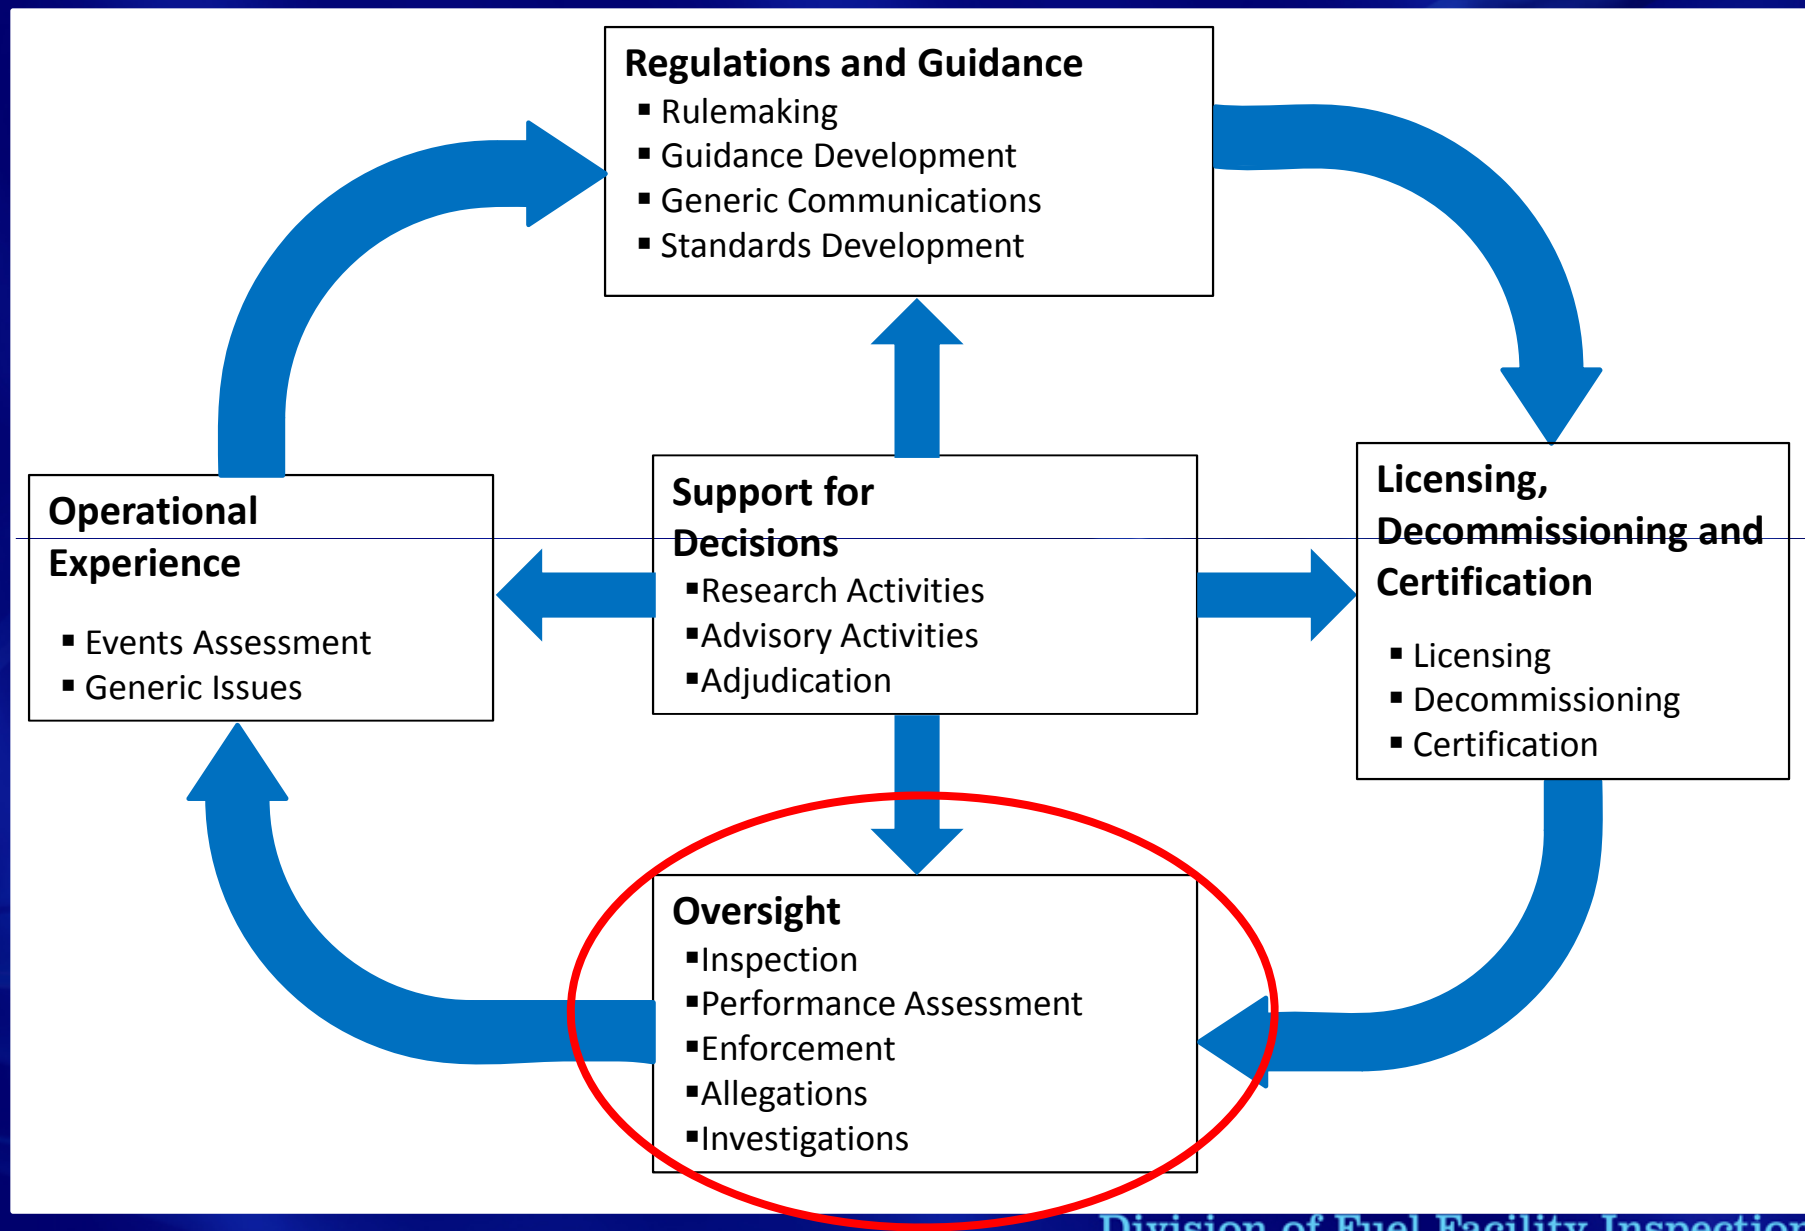 Regulations and Guidance
▪ Rulemaking
▪ Guidance Development
▪ Generic Communications
▪ Standards Development
Operational
Experience
▪ Events Assessment
▪ Generic Issues
Support for
Decisions
▪Research Activities
▪Advisory Activities
▪Adjudication
Licensing,
Decommissioning and
Certification
▪ Licensing
▪ Decommissioning
▪ Certification
Oversight
▪Inspection
▪Performance Assessment
▪Enforcement
▪Allegations
▪Investigations
Division of Fuel Facility Inspection